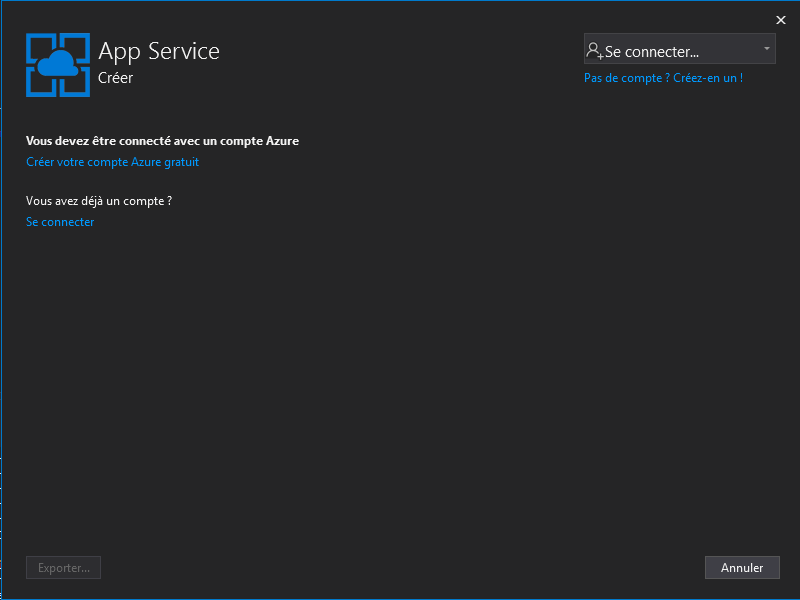 App Service
Créer
Se connecter...
Pas de compte ? Créez-en un !
Vous devez être connecté avec un compte Azure
Créer votre compte Azure gratuit
Vous avez déjà un compte ?
Se connecter
Exporter...
Annuler